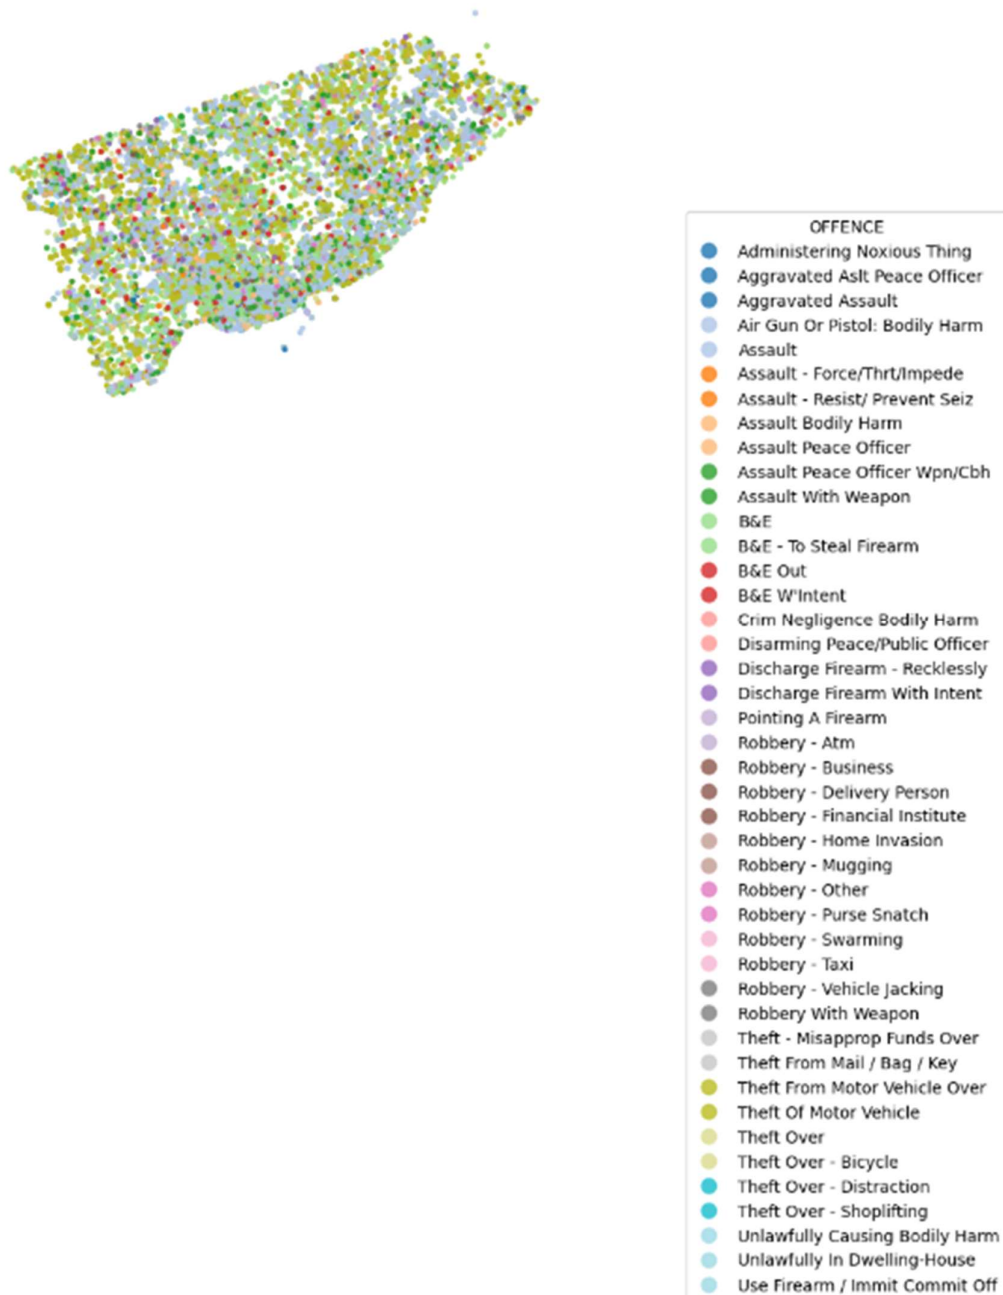 OFFENCE
Administering Noxious Thing
Aggravated Aslt Peace Officer
Aggravated Assault
Air Gun Or Pistol: Bodily Harm
Assault
Assault - Force/Thrt/Impede
Assault - Resist/ Prevent Seiz
Assault Bodily Harm
Assault Peace Officer
Assault Peace Officer Wpn/Cbh
Assault With Weapon
B&E
B&E - To Steal Firearm
B&E Out
B&E W'Intent
Crim Negligence Bodily Harm
Disarming Peace/Public Officer
Discharge Firearm - Recklessly
Discharge Firearm With Intent
Pointing A Firearm
Robbery - Atm
Robbery - Business
Robbery - Delivery Person
Robbery - Financial Institute
Robbery - Home Invasion
Robbery - Mugging
Robbery - Other
Robbery - Purse Snatch
Robbery - Swarming
Robbery - Taxi
Robbery - Vehicle Jacking
Robbery With Weapon
Theft - Misapprop Funds Over
Theft From Mail / Bag / Key
Theft From Motor Vehicle Over
Theft Of Motor Vehicle
Theft Over
Theft Over - Bicycle
Theft Over - Distraction
Theft Over - Shoplifting
Unlawfully Causing Bodily Harm
Unlawfully In Dwelling-House
Use Firearm / Immit Commit Off